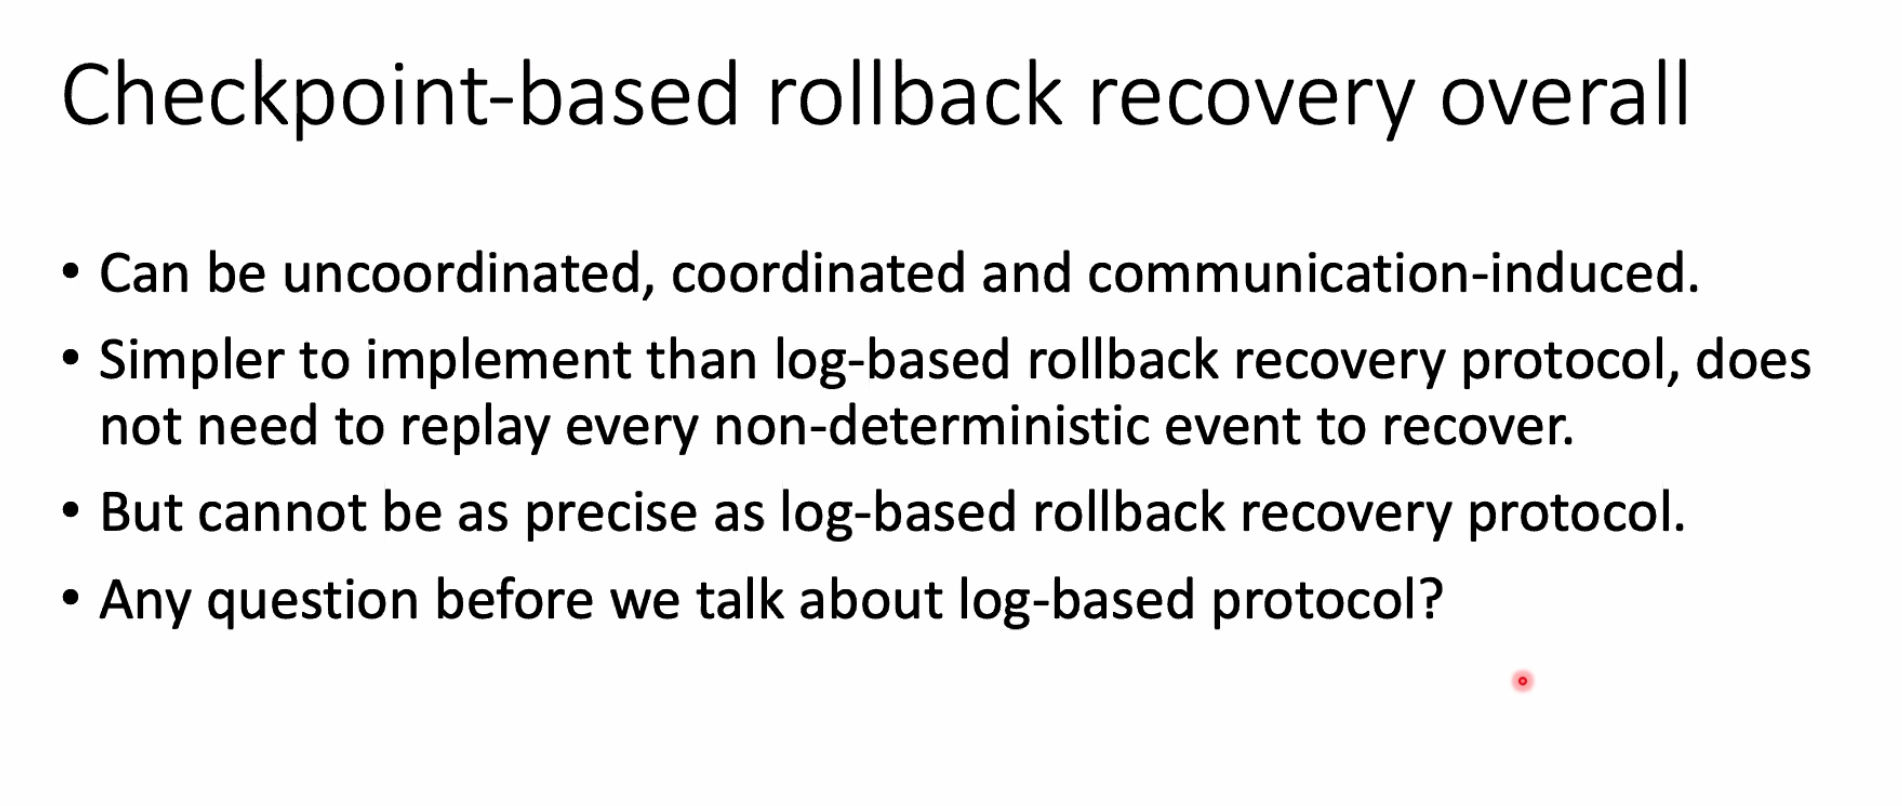 Checkpoint-based rollback recovery overall
• Can be uncoordinated, coordinated and communication-induced.
• Simpler to implement than log-based rollback recovery protocol, does
not need to replay every non-deterministic event to recover.
• But cannot be as precise as log-based rollback recovery protocol.
• Any question before we talk about log-based protocol?